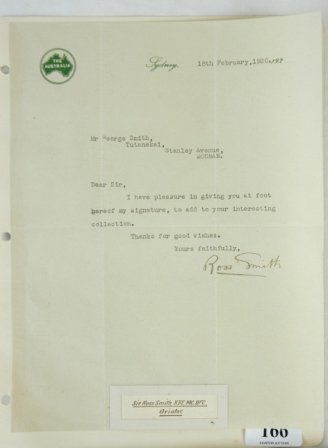 THE
AUSTRALIA
Sydney, 18th February, 1920.
Mr George Smith,
Tutanekai,
Stanley Avenue,
MOSMAN.
Dear Sir,
I have pleasure in giving you at foot
hereof my signature, to add to your interesting
collection.
Thanks for good wishes.
Yours faithfully,
Ross Smith
Sir Ross Smith KBE, MC, DFC,
Aviator.
166